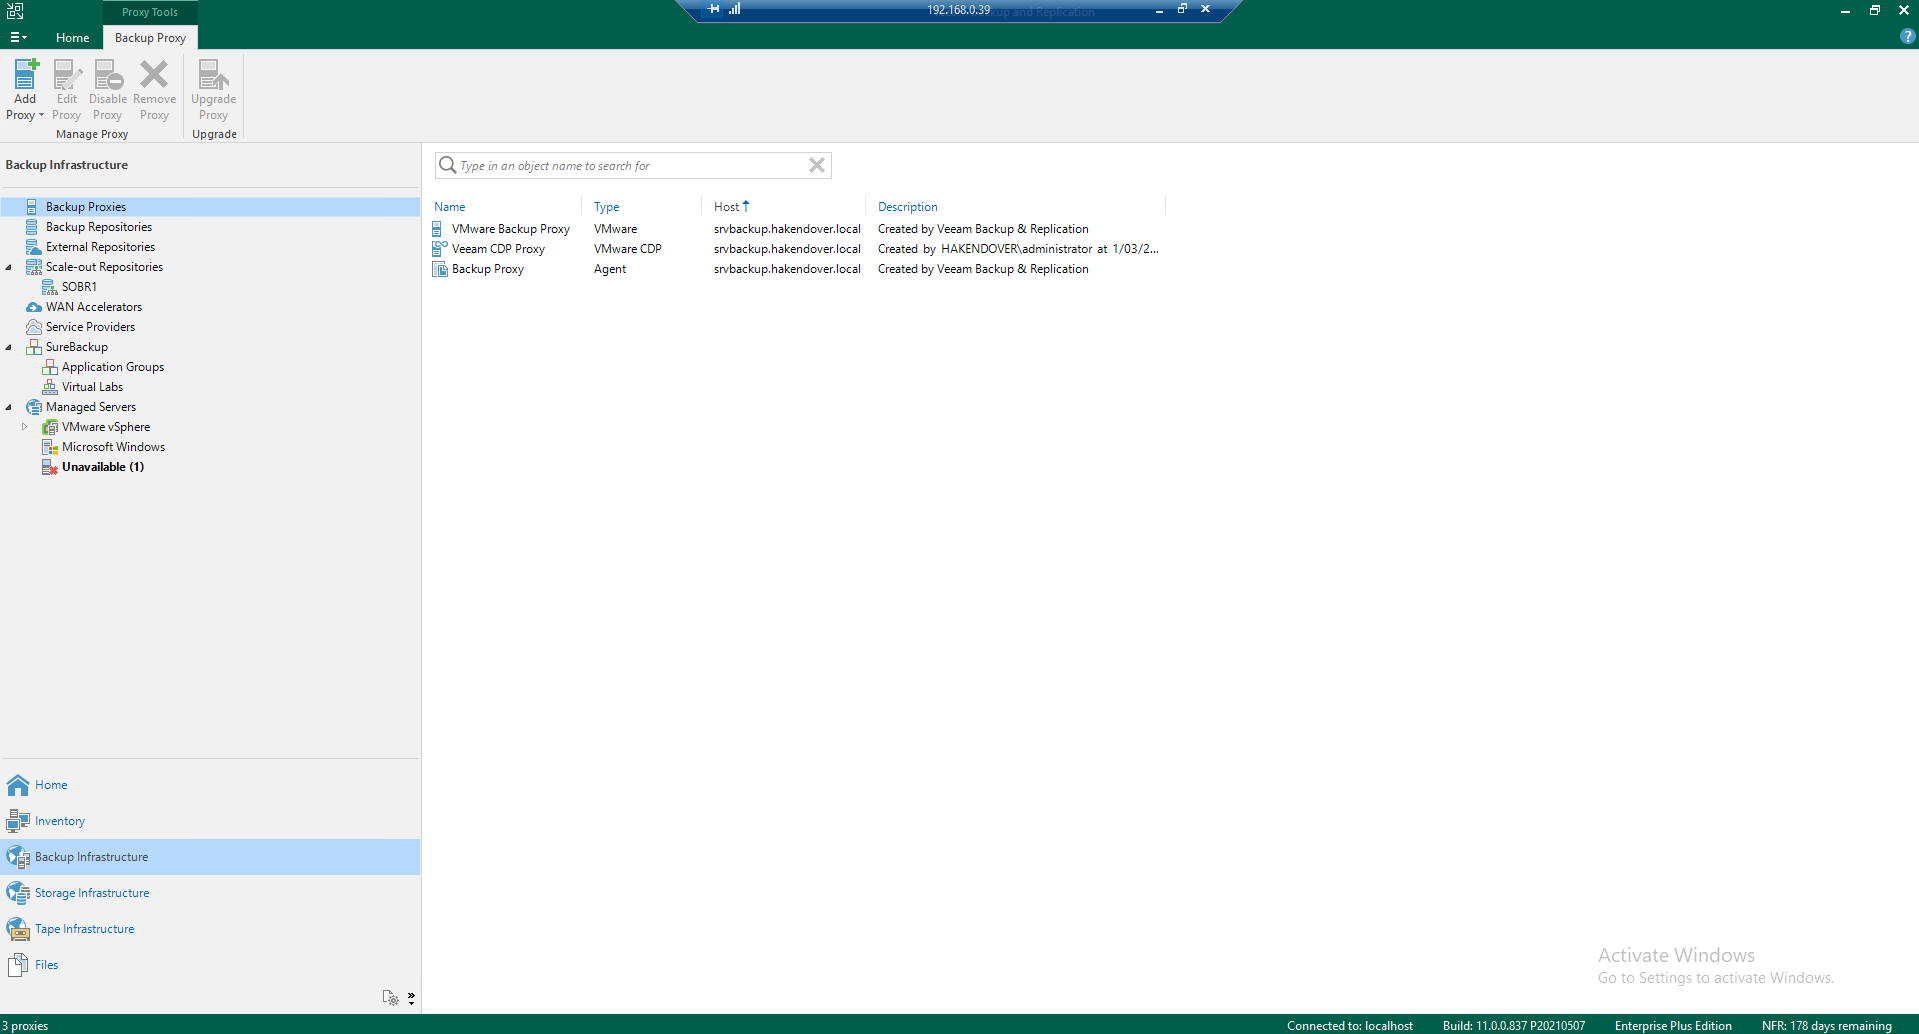 Proxy Tools
192.168.0.39
Backup and Replication
Home
Backup Proxy
Add Proxy
Edit Proxy
Disable Proxy
Remove Proxy
Upgrade Proxy
Manage Proxy
Upgrade
Backup Infrastructure
Type in an object name to search for
Backup Proxies
Backup Repositories
External Repositories
Scale-out Repositories
SOBR1
WAN Accelerators
Service Providers
SureBackup
Application Groups
Virtual Labs
Managed Servers
VMware vSphere
Microsoft Windows
Unavailable (1)
Name Type Host Description
VMware Backup Proxy VMware srvbackup.hakendover.local Created by Veeam Backup & Replication
Veeam CDP Proxy VMware CDP srvbackup.hakendover.local Created by HAKENDOVER\administrator at 1/03/2...
Backup Proxy Agent srvbackup.hakendover.local Created by Veeam Backup & Replication
Home
Inventory
Backup Infrastructure
Storage Infrastructure
Tape Infrastructure
Files
Activate Windows
Go to Settings to activate Windows.
3 proxies
Connected to: localhost Build: 11.0.0.837 P20210507 Enterprise Plus Edition NFR: 178 days remaining